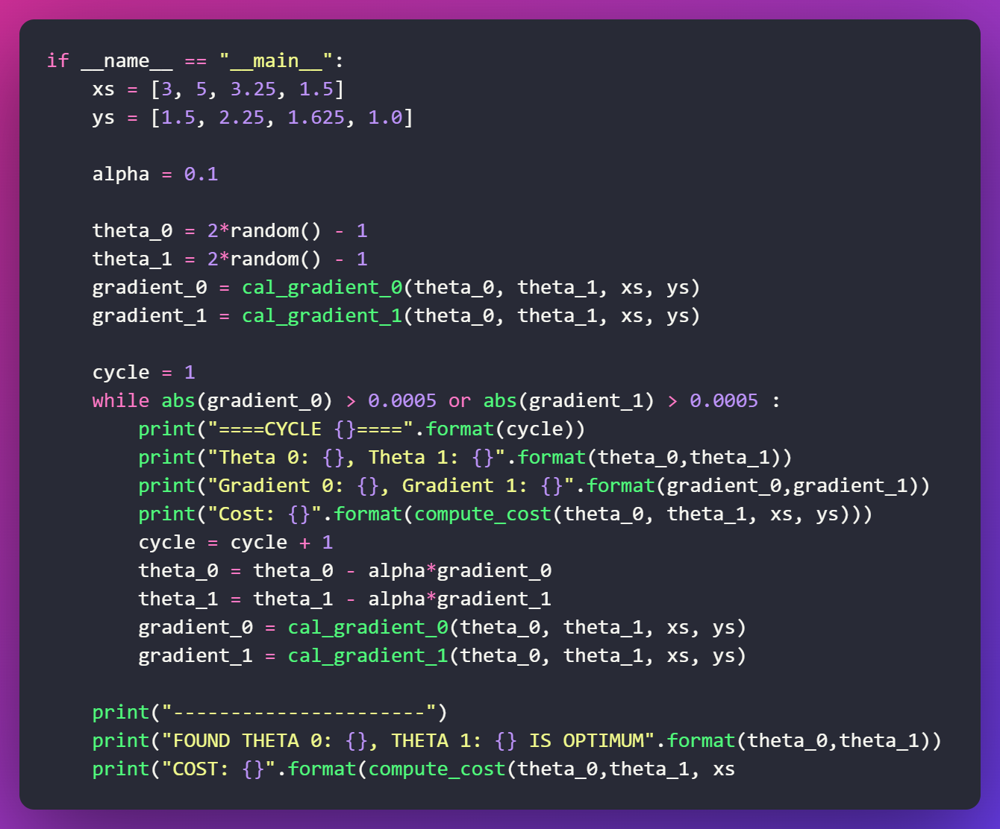 if __name__ == "__main__":
    xs = [3, 5, 3.25, 1.5]
    ys = [1.5, 2.25, 1.625, 1.0]

    alpha = 0.1

    theta_0 = 2*random() - 1
    theta_1 = 2*random() - 1
    gradient_0 = cal_gradient_0(theta_0, theta_1, xs, ys)
    gradient_1 = cal_gradient_1(theta_0, theta_1, xs, ys)

    cycle = 1
    while abs(gradient_0) > 0.0005 or abs(gradient_1) > 0.0005 :
        print("====CYCLE {}====".format(cycle))
        print("Theta 0: {}, Theta 1: {}".format(theta_0,theta_1))
        print("Gradient 0: {}, Gradient 1: {}".format(gradient_0,gradient_1))
        print("Cost: {}".format(compute_cost(theta_0, theta_1, xs, ys)))
        cycle = cycle + 1
        theta_0 = theta_0 - alpha*gradient_0
        theta_1 = theta_1 - alpha*gradient_1
        gradient_0 = cal_gradient_0(theta_0, theta_1, xs, ys)
        gradient_1 = cal_gradient_1(theta_0, theta_1, xs, ys)

    print("----------------------")
    print("FOUND THETA 0: {}, THETA 1: {} IS OPTIMUM".format(theta_0,theta_1))
    print("COST: {}".format(compute_cost(theta_0,theta_1, xs